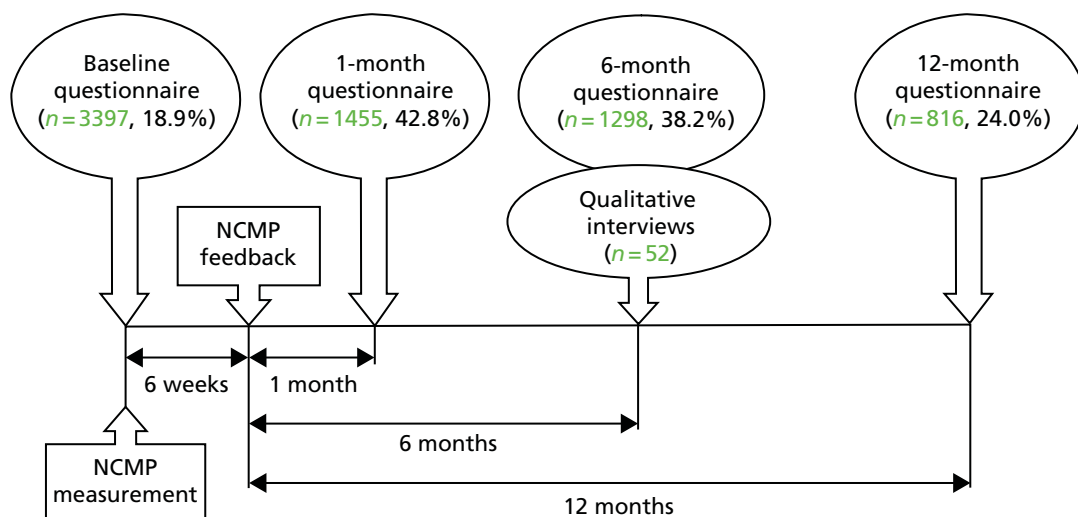 Baseline
questionnaire
(n=3397, 18.9%)
1-month
questionnaire
(n=1455, 42.8%)
6-month
questionnaire
(n=1298, 38.2%)
12-month
questionnaire
(n=816, 24.0%)
Qualitative
interviews
(n=52)
NCMP
feedback
6 weeks
1 month
6 months
NCMP
measurement
12 months